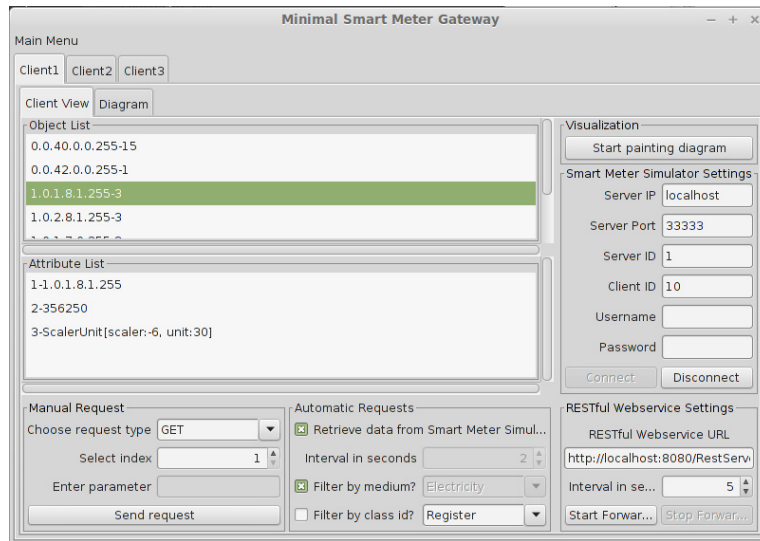 Minimal Smart Meter Gateway
Main Menu
Client1 Client2 Client3
Client View Diagram
Object List
0.0.40.0.0.255-15
0.0.42.0.0.255-1
1.0.1.8.1.255-3
1.0.2.8.1.255-3
Attribute List
1-1.0.1.8.1.255
2-356250
3-ScalerUnit[scaler:-6, unit:30]
Manual Request
Choose request type GET
Select index 1
Enter parameter
Send request
Automatic Requests
Retrieve data from Smart Meter Simul...
Interval in seconds 2
Filter by medium? Electricity
Filter by class id? Register
Visualization
Start painting diagram
Smart Meter Simulator Settings
Server IP localhost
Server Port 33333
Server ID 1
Client ID 10
Username
Password
Connect Disconnect
RESTful Webservice Settings
RESTful Webservice URL
http://localhost:8080/RestServ
Interval in se... 5
Start Forwar... Stop Forwar...